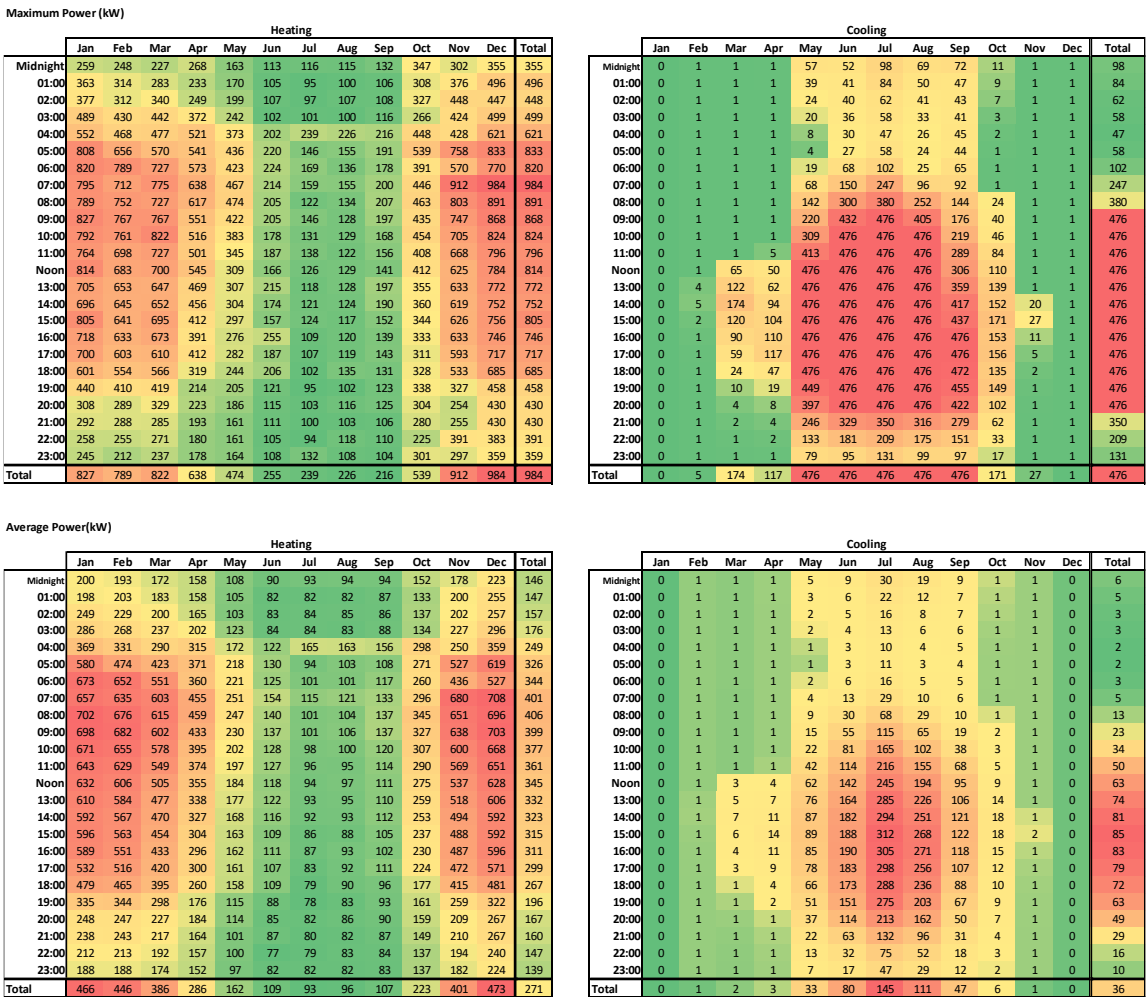 Maximum Power (kW)
Heating
Jan Feb Mar Apr May Jun Jul Aug Sep Oct Nov Dec Total
Midnight 259 248 227 268 163 113 116 115 132 347 302 355 355
01:00 363 314 283 233 170 105 95 100 106 308 376 496 496
02:00 377 312 340 249 199 107 97 107 108 327 448 447 448
03:00 489 430 442 372 242 102 101 100 116 266 424 499 499
04:00 552 468 477 521 373 202 239 226 216 448 428 621 621
05:00 808 656 570 541 436 220 146 155 191 539 758 833 833
06:00 820 789 727 573 423 224 169 136 178 391 570 770 820
07:00 795 712 775 638 467 214 159 155 200 446 912 984 984
08:00 789 752 727 617 474 205 122 134 207 463 803 891 891
09:00 827 767 767 551 422 205 146 128 197 435 747 868 868
10:00 792 761 822 516 383 178 131 129 168 454 705 824 824
11:00 764 698 727 501 345 187 138 122 156 408 668 796 796
Noon 814 683 700 545 309 166 126 129 141 412 625 784 814
13:00 705 653 647 469 307 215 118 128 197 355 633 772 772
14:00 696 645 652 456 304 174 121 124 190 360 619 752 752
15:00 805 641 695 412 297 157 124 117 152 344 626 756 805
16:00 718 633 673 391 276 255 109 120 139 333 633 746 746
17:00 700 603 610 412 282 187 107 119 143 311 593 717 717
18:00 601 554 566 319 244 206 102 135 131 328 533 685 685
19:00 440 410 419 214 205 121 95 102 123 338 327 458 458
20:00 308 289 329 223 186 115 103 116 125 304 254 430 430
21:00 292 288 285 193 161 111 100 103 106 280 255 430 430
22:00 258 255 271 180 161 105 94 118 110 225 391 383 391
23:00 245 212 237 178 164 108 132 108 104 301 297 359 359
Total 827 789 822 638 474 255 239 226 216 539 912 984 984
Cooling
Jan Feb Mar Apr May Jun Jul Aug Sep Oct Nov Dec Total
Midnight 0 1 1 1 57 52 98 69 72 11 1 1 98
01:00 0 1 1 1 39 41 84 50 47 9 1 1 84
02:00 0 1 1 1 24 40 62 41 43 7 1 1 62
03:00 0 1 1 1 20 36 58 33 41 3 1 1 58
04:00 0 1 1 1 8 30 47 26 45 2 1 1 47
05:00 0 1 1 1 4 27 58 24 44 1 1 1 58
06:00 0 1 1 1 19 68 102 25 65 1 1 1 102
07:00 0 1 1 1 68 150 247 96 92 1 1 1 247
08:00 0 1 1 1 142 300 380 252 144 24 1 1 380
09:00 0 1 1 1 220 432 476 405 176 40 1 1 476
10:00 0 1 1 1 309 476 476 476 219 46 1 1 476
11:00 0 1 1 5 413 476 476 476 289 84 1 1 476
Noon 0 1 65 50 476 476 476 476 306 110 1 1 476
13:00 0 4 122 62 476 476 476 476 359 139 1 1 476
14:00 0 5 174 94 476 476 476 476 417 152 20 1 476
15:00 0 2 120 104 476 476 476 476 437 171 27 1 476
16:00 0 1 90 110 476 476 476 476 476 153 11 1 476
17:00 0 1 59 117 476 476 476 476 476 156 5 1 476
18:00 0 1 24 47 476 476 476 476 472 135 2 1 476
19:00 0 1 10 19 449 476 476 476 455 149 1 1 476
20:00 0 1 4 8 397 476 476 476 422 102 1 1 476
21:00 0 1 2 4 246 329 350 316 279 62 1 1 350
22:00 0 1 1 2 133 181 209 175 151 33 1 1 209
23:00 0 1 1 1 79 95 131 99 97 17 1 1 131
Total 0 5 174 117 476 476 476 476 476 171 27 1 476
Average Power(kW)
Heating
Jan Feb Mar Apr May Jun Jul Aug Sep Oct Nov Dec Total
Midnight 200 193 172 158 108 90 93 94 94 152 178 223 146
01:00 198 203 183 158 105 82 82 82 87 133 200 255 147
02:00 249 229 200 165 103 83 84 85 86 137 202 257 157
03:00 286 268 237 202 123 84 84 83 88 134 227 296 176
04:00 369 331 290 315 172 122 165 163 156 298 250 359 249
05:00 580 474 423 371 218 130 94 103 108 271 527 619 326
06:00 673 652 551 360 221 125 101 101 117 260 436 527 344
07:00 657 635 603 455 251 154 115 121 133 296 680 708 401
08:00 702 676 615 459 247 140 101 104 137 345 651 696 406
09:00 698 682 602 433 230 137 101 106 137 327 638 703 399
10:00 671 655 578 395 202 128 98 100 120 307 600 668 377
11:00 643 629 549 374 197 127 96 95 114 290 569 651 361
Noon 632 606 505 355 184 118 94 97 111 275 537 628 345
13:00 610 584 477 338 177 122 93 95 110 259 518 606 332
14:00 592 567 470 327 168 116 92 93 112 253 494 592 323
15:00 596 563 454 304 163 109 86 88 105 237 488 592 315
16:00 589 551 433 296 162 111 87 93 102 230 487 596 311
17:00 532 516 420 300 161 107 83 92 111 224 472 571 299
18:00 479 465 395 260 158 109 79 90 96 177 415 481 267
19:00 335 344 298 176 115 88 78 83 93 161 259 322 196
20:00 248 247 227 184 114 85 82 86 90 159 209 267 167
21:00 238 243 217 164 101 87 80 82 87 149 210 267 160
22:00 212 213 192 157 100 77 79 83 84 137 194 240 147
23:00 188 188 174 152 97 82 82 82 83 137 182 224 139
Total 466 446 386 286 162 109 93 96 107 223 401 473 271
Cooling
Jan Feb Mar Apr May Jun Jul Aug Sep Oct Nov Dec Total
Midnight 0 1 1 1 5 9 30 19 9 1 1 0 6
01:00 0 1 1 1 3 6 22 12 7 1 1 0 5
02:00 0 1 1 1 2 5 16 8 7 1 1 0 3
03:00 0 1 1 1 2 4 13 6 6 1 1 0 3
04:00 0 1 1 1 1 3 10 4 5 1 1 0 2
05:00 0 1 1 1 1 3 11 3 4 1 1 0 2
06:00 0 1 1 1 2 6 16 5 5 1 1 0 3
07:00 0 1 1 1 4 13 29 10 6 1 1 0 5
08:00 0 1 1 1 9 30 68 29 10 1 1 0 13
09:00 0 1 1 1 15 55 115 65 19 2 1 0 23
10:00 0 1 1 1 22 81 165 102 38 3 1 0 34
11:00 0 1 1 1 42 114 216 155 68 5 1 0 50
Noon 0 1 3 4 62 142 245 194 95 9 1 0 63
13:00 0 1 5 7 76 164 285 226 106 14 1 0 74
14:00 0 1 7 11 87 182 294 251 121 18 1 0 81
15:00 0 1 6 14 89 188 312 268 122 18 2 0 85
16:00 0 1 4 11 85 190 305 271 118 15 1 0 83
17:00 0 1 3 9 78 183 298 256 107 12 1 0 79
18:00 0 1 1 4 66 173 288 236 88 10 1 0 72
19:00 0 1 1 2 51 151 275 203 67 9 1 0 63
20:00 0 1 1 1 37 114 213 162 50 7 1 0 49
21:00 0 1 1 1 22 63 132 96 31 4 1 0 29
22:00 0 1 1 1 13 32 75 52 18 3 1 0 16
23:00 0 1 1 1 7 17 47 29 12 2 1 0 10
Total 0 1 2 3 33 80 145 111 47 6 1 0 36